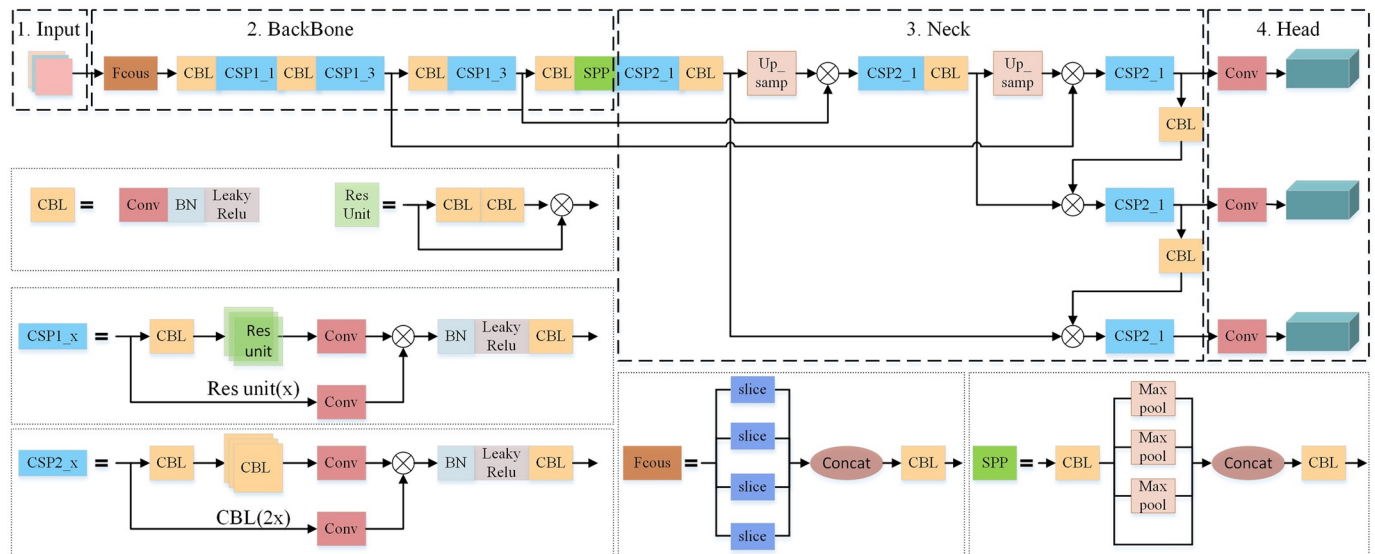 1. Input
2. BackBone
3. Neck
4. Head
Fcous
CBL
CSP1_1
CBL
CSP1_3
CBL
CSP1_3
CBL
SPP
CSP2_1
CBL
Up_
samp
CSP2_1
CBL
Up_
samp
CSP2_1
Conv
CBL
CSP2_1
Conv
CBL
CSP2_1
Conv
CBL
=
Conv
BN
Leaky
Relu
Res
Unit
=
CBL
CBL
CSP1_x
=
CBL
Res
unit
Conv
BN
Leaky
Relu
CBL
Res unit(x)
Conv
CSP2_x
=
CBL
CBL
Conv
BN
Leaky
Relu
CBL
CBL(2x)
Conv
Fcous
=
slice
slice
slice
slice
Concat
CBL
SPP
=
CBL
Max
pool
Max
pool
Max
pool
Concat
CBL